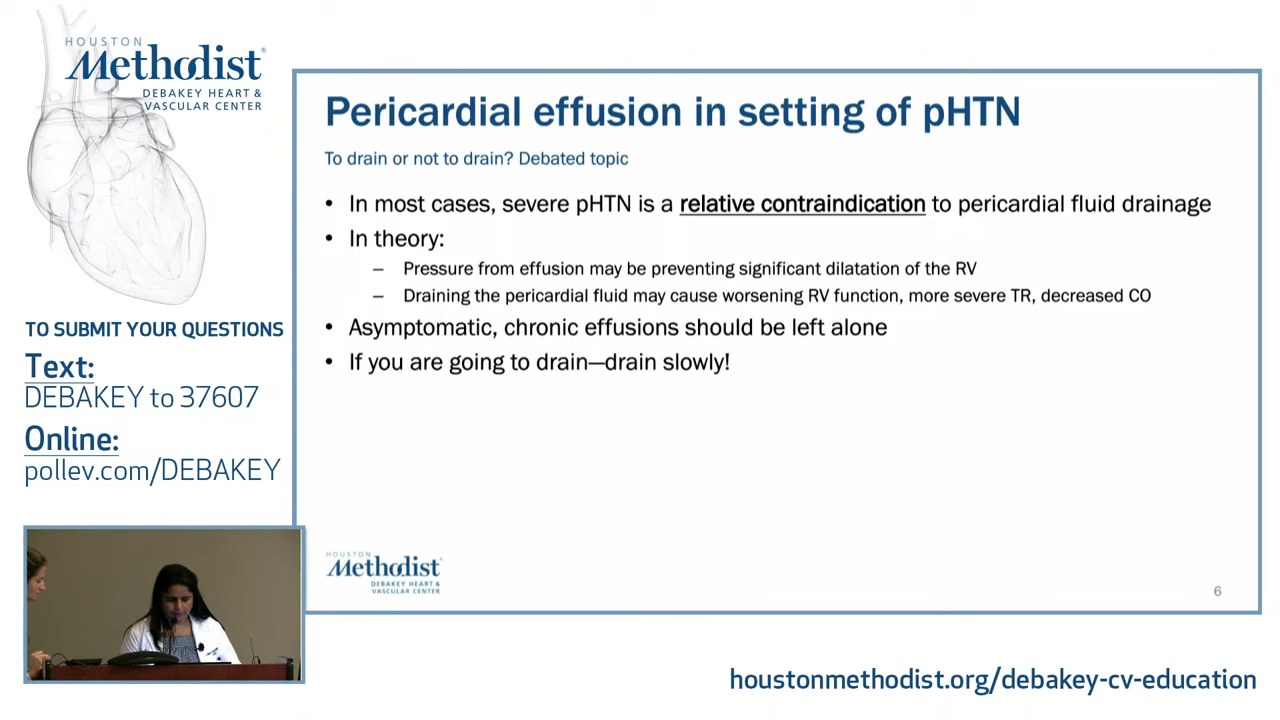 HOUSTON
Methodist®
DEBAKEY HEART &
VASCULAR CENTER
TO SUBMIT YOUR QUESTIONS
Text:
DEBAKEY to 37607
Online:
pollev.com/DEBAKEY
Pericardial effusion in setting of pHTN
To drain or not to drain? Debated topic
• In most cases, severe pHTN is a relative contraindication to pericardial fluid drainage
• In theory:
– Pressure from effusion may be preventing significant dilatation of the RV
– Draining the pericardial fluid may cause worsening RV function, more severe TR, decreased CO
• Asymptomatic, chronic effusions should be left alone
• If you are going to drain—drain slowly!
HOUSTON
Methodist
DEBAKEY HEART &
VASCULAR CENTER
6
houstonmethodist.org/debakey-cv-education